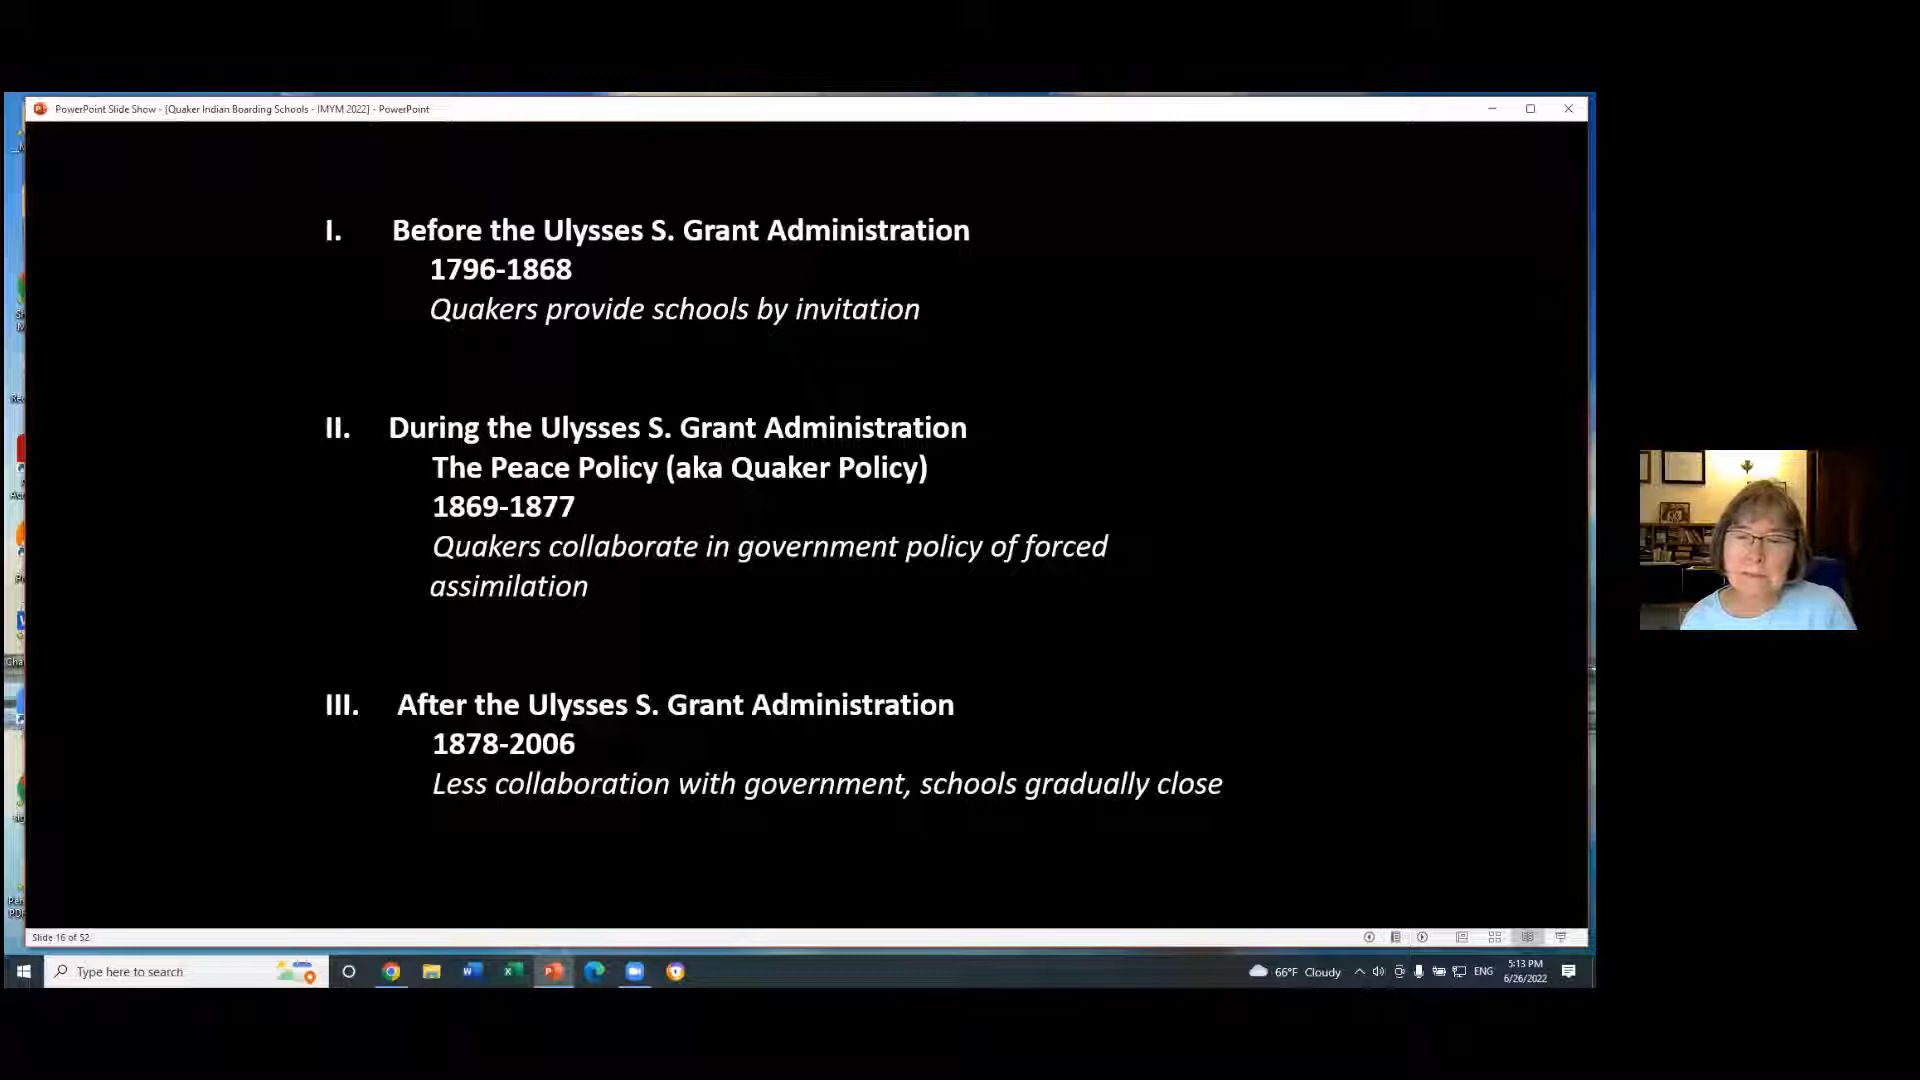 PowerPoint Slide Show - [Quaker Indian Boarding Schools - IMYM 2022] - PowerPoint
I. Before the Ulysses S. Grant Administration
1796-1868
Quakers provide schools by invitation
II. During the Ulysses S. Grant Administration
The Peace Policy (aka Quaker Policy)
1869-1877
Quakers collaborate in government policy of forced
assimilation
III. After the Ulysses S. Grant Administration
1878-2006
Less collaboration with government, schools gradually close
Slide 16 of 52
Type here to search
66°F Cloudy
ENG
5:13 PM
6/26/2022